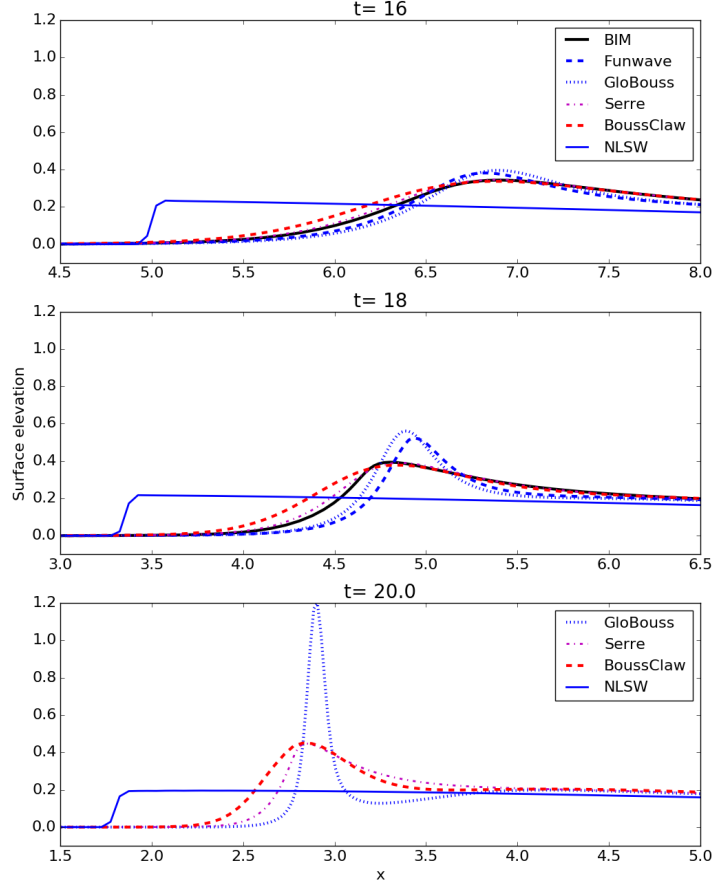 t= 16
1.2
1.0
0.8
0.6
0.4
0.2
0.0
BIM
Funwave
GloBouss
Serre
BoussClaw
NLSW
4.5 5.0 5.5 6.0 6.5 7.0 7.5 8.0
t= 18
Surface elevation
1.2
1.0
0.8
0.6
0.4
0.2
0.0
3.0 3.5 4.0 4.5 5.0 5.5 6.0 6.5
t= 20.0
1.2
1.0
0.8
0.6
0.4
0.2
0.0
GloBouss
Serre
BoussClaw
NLSW
1.5 2.0 2.5 3.0 3.5 4.0 4.5 5.0
x